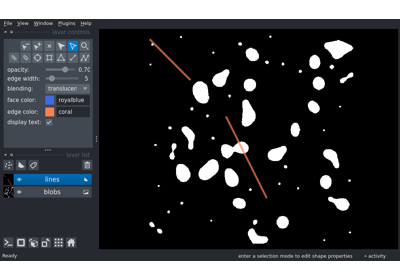 File View Window Plugins Help
layer controls
opacity: 0.70
edge width: 5
blending: translucen
face color: royalblue
edge color: coral
display text:
layer list
lines
blobs
Ready enter a selection mode to edit shape properties activity